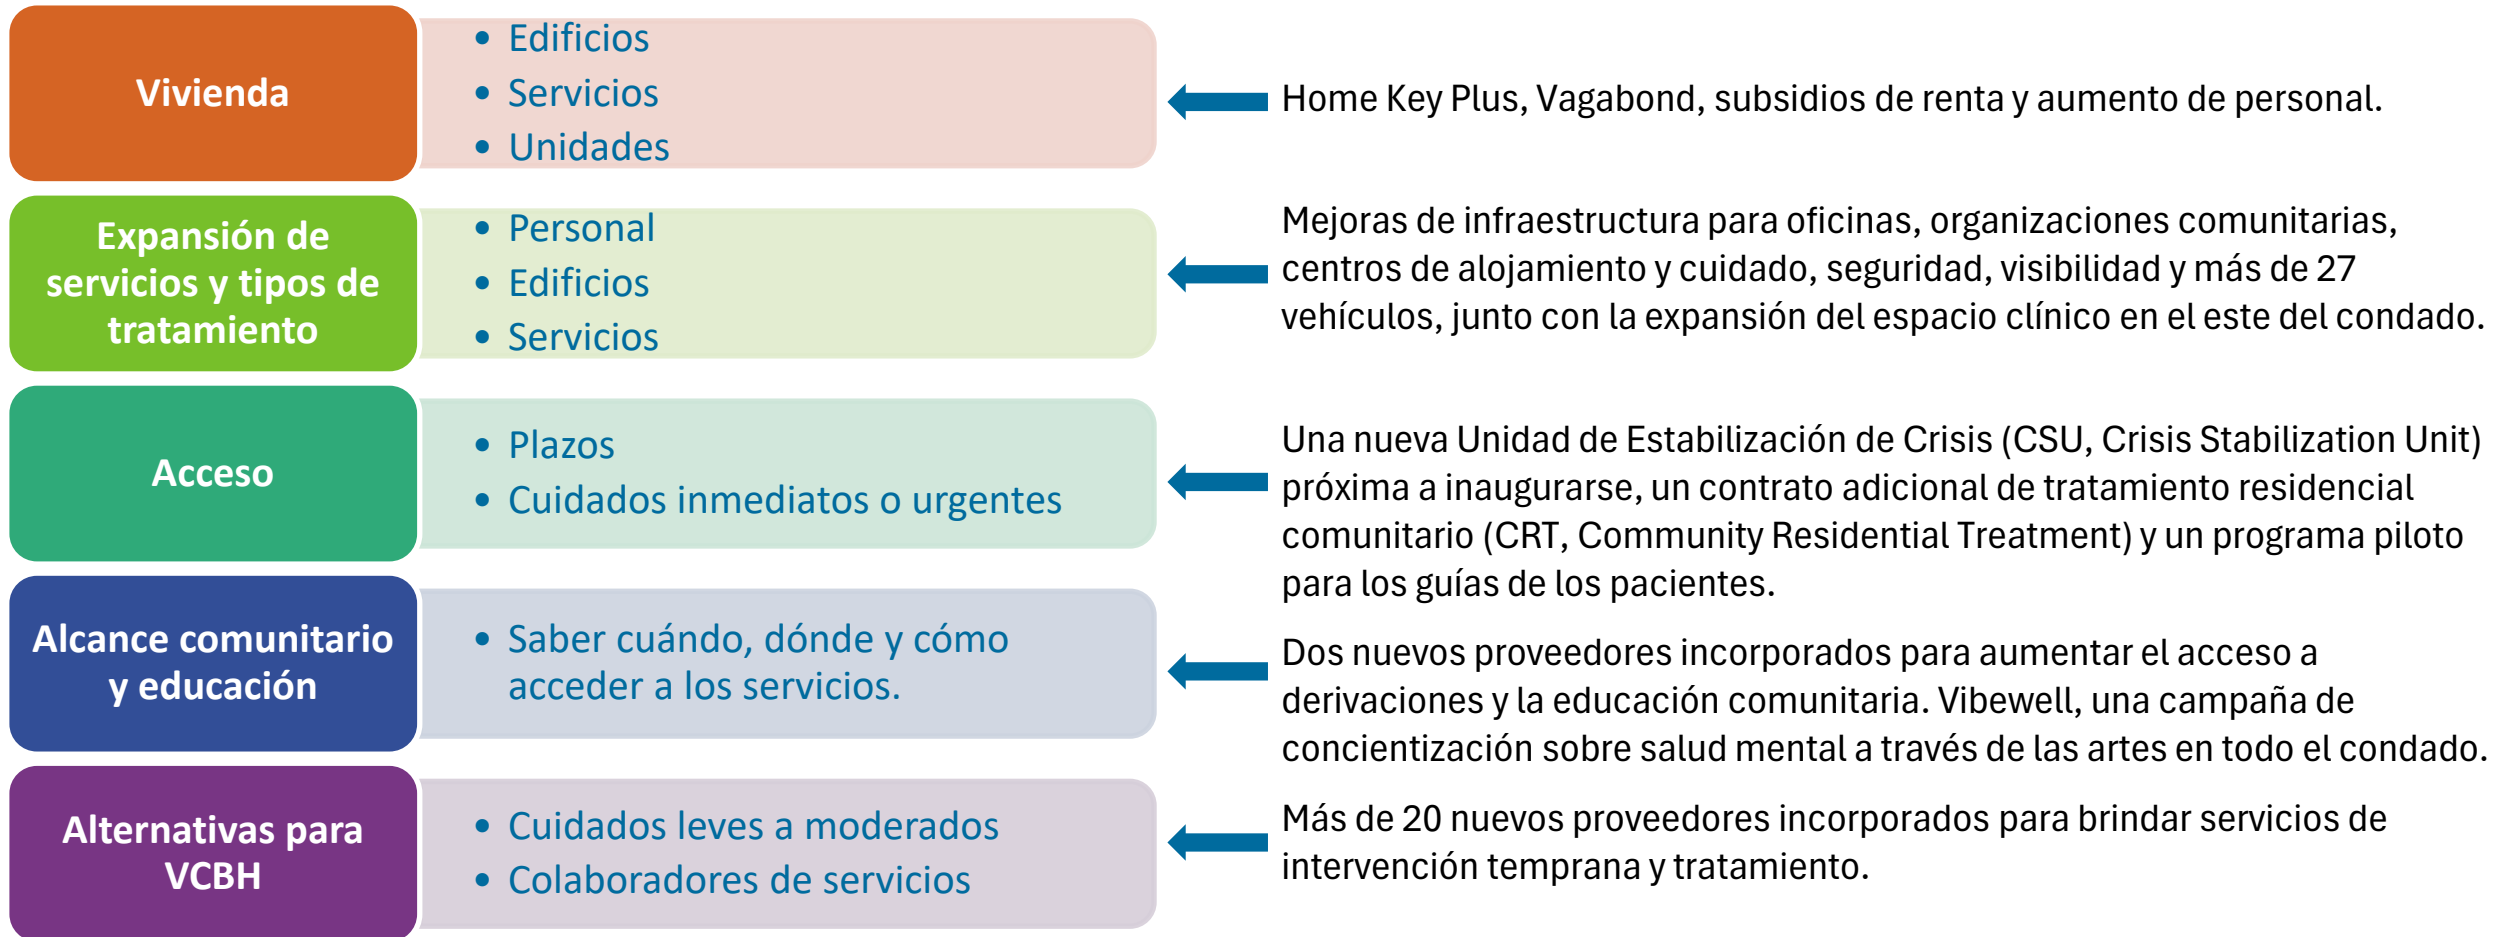 Vivienda
• Edificios
• Servicios
• Unidades
Home Key Plus, Vagabond, subsidios de renta y aumento de personal.
Expansión de
servicios y tipos de
tratamiento
• Personal
• Edificios
• Servicios
Mejoras de infraestructura para oficinas, organizaciones comunitarias,
centros de alojamiento y cuidado, seguridad, visibilidad y más de 27
vehículos, junto con la expansión del espacio clínico en el este del condado.
Acceso
• Plazos
• Cuidados inmediatos o urgentes
Una nueva Unidad de Estabilización de Crisis (CSU, Crisis Stabilization Unit)
próxima a inaugurarse, un contrato adicional de tratamiento residencial
comunitario (CRT, Community Residential Treatment) y un programa piloto
para los guías de los pacientes.
Alcance comunitario
y educación
• Saber cuándo, dónde y cómo
acceder a los servicios.
Dos nuevos proveedores incorporados para aumentar el acceso a
derivaciones y la educación comunitaria. Vibewell, una campaña de
concientización sobre salud mental a través de las artes en todo el condado.
Alternativas para
VCBH
• Cuidados leves a moderados
• Colaboradores de servicios
Más de 20 nuevos proveedores incorporados para brindar servicios de
intervención temprana y tratamiento.